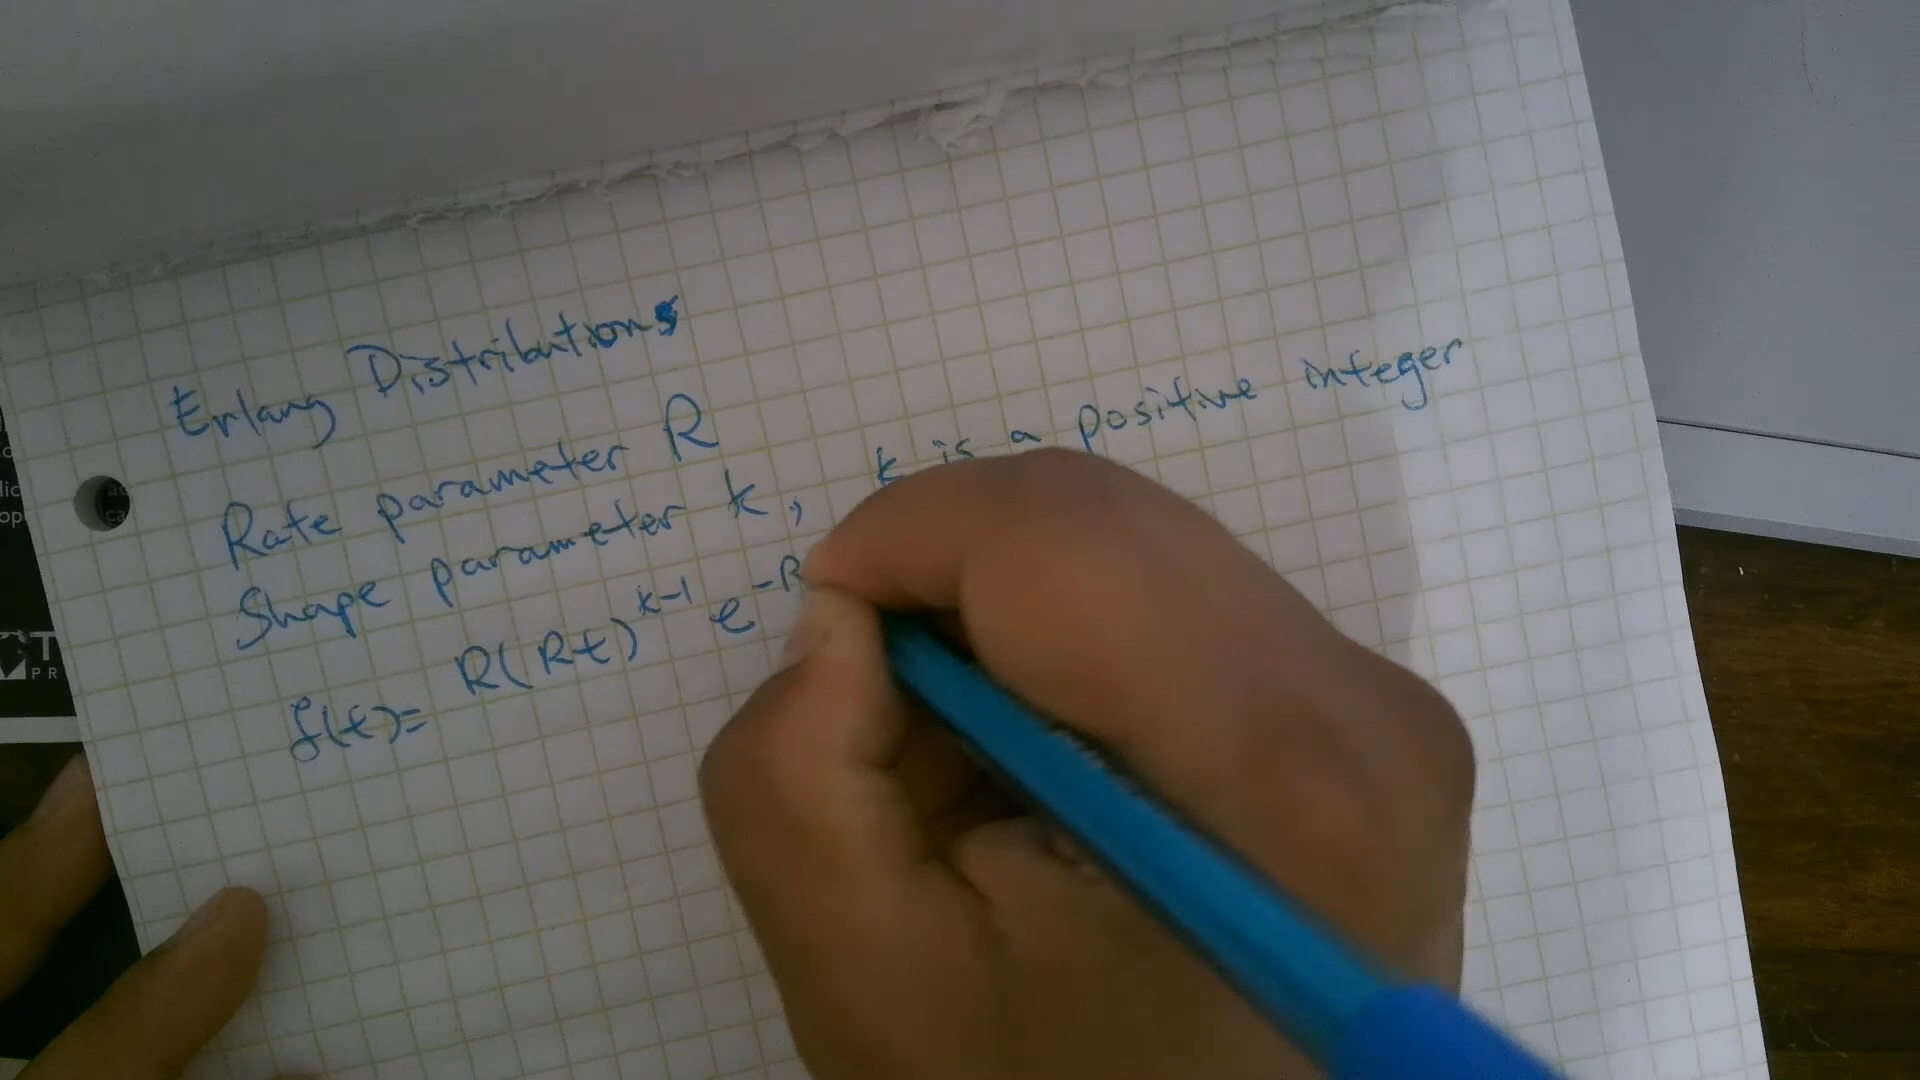 Erlang Distributions
Rate parameter R
Shape parameter k, k is a positive integer
f(t)= R(Rt)^{k-1} e^{-R